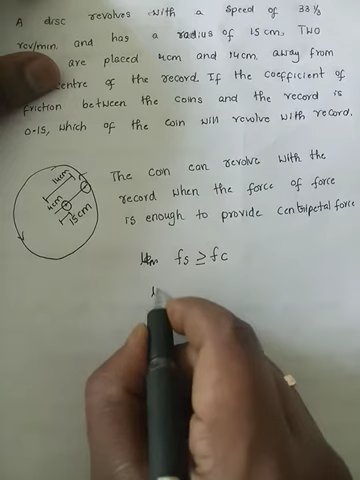 A disc revolves with a speed of 33 1/3
rev/min. and has a radius of 15 cm. Two
are placed 4cm and 14cm away from
centre of the record. If the coefficient of
friction between the coins and the record is
0.15, which of the coin will revolve with record.
14cm
4cm
15cm
The coin can revolve with the
record when the force of force
is enough to provide centripetal force
fs ≥ fc